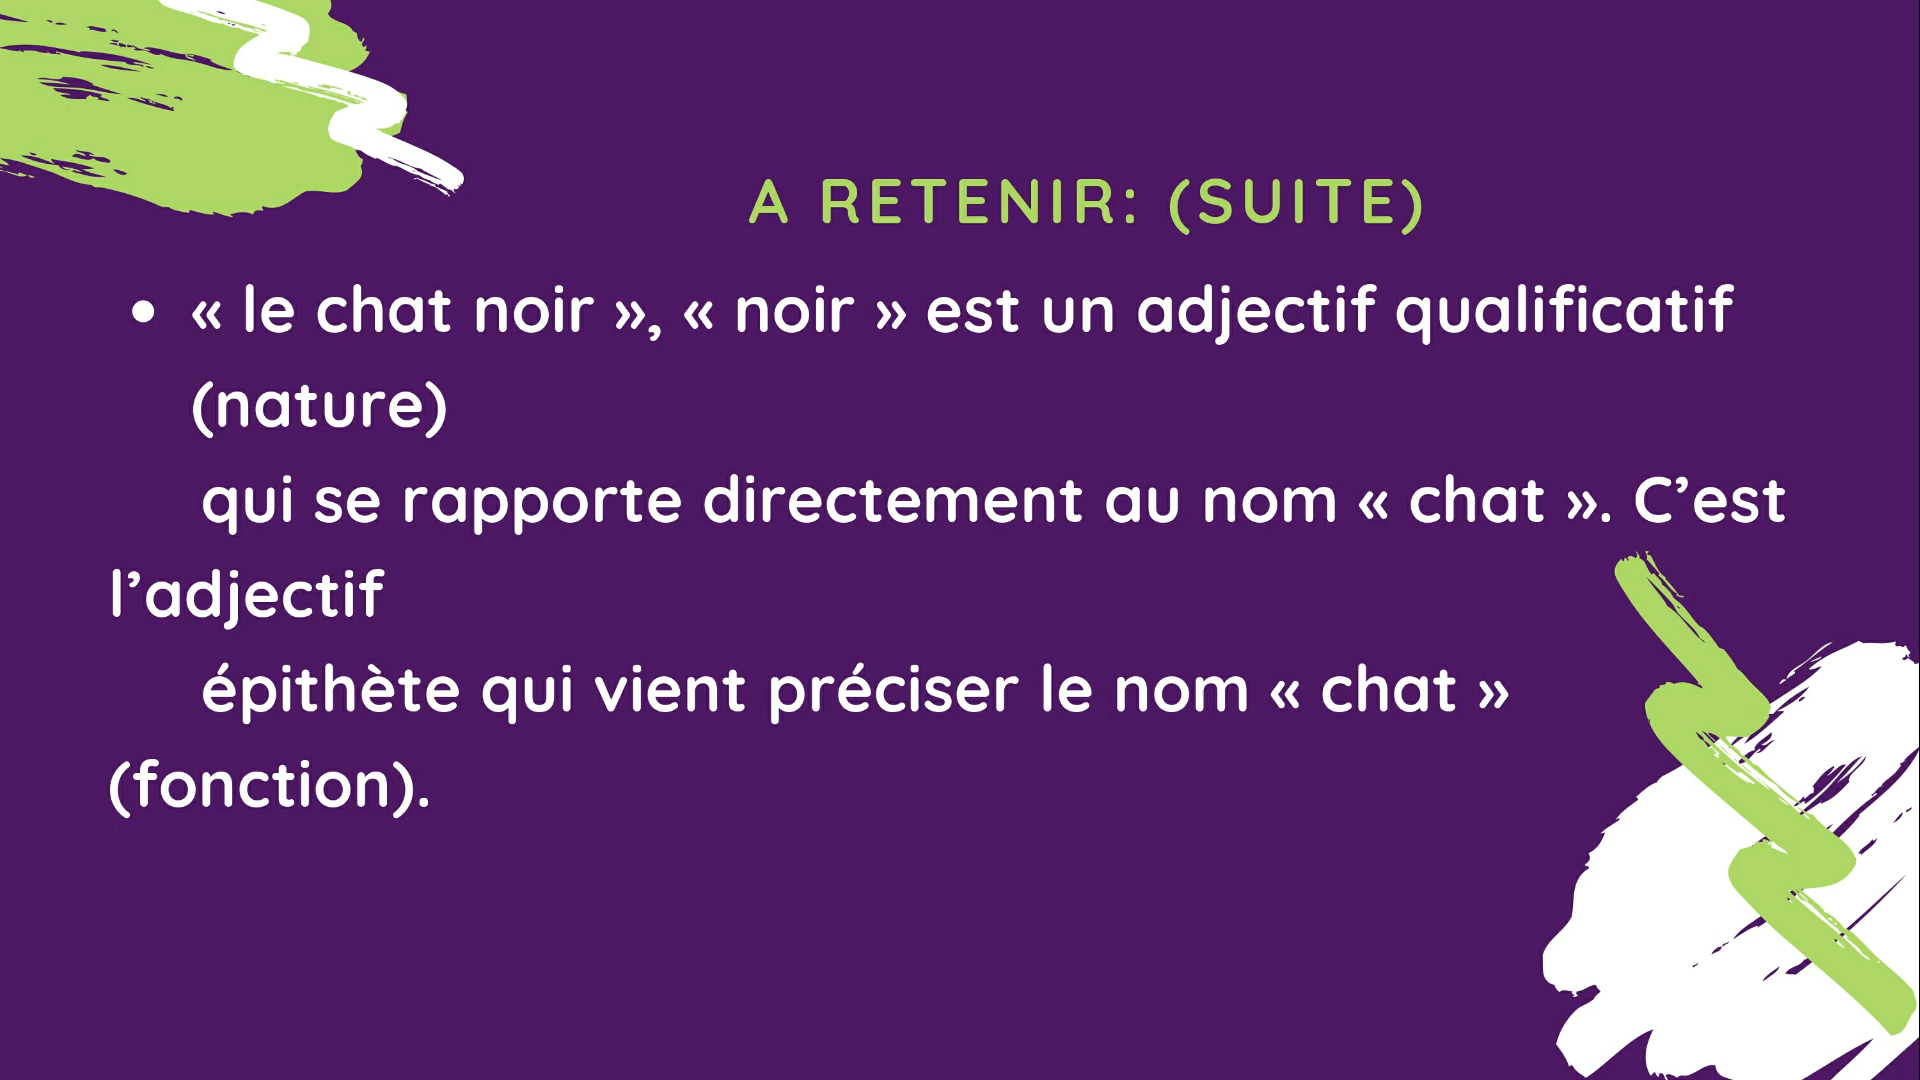 A RETENIR: (SUITE)
• « le chat noir », « noir » est un adjectif qualificatif
(nature)
qui se rapporte directement au nom « chat ». C’est
l’adjectif
épithète qui vient préciser le nom « chat »
(fonction).